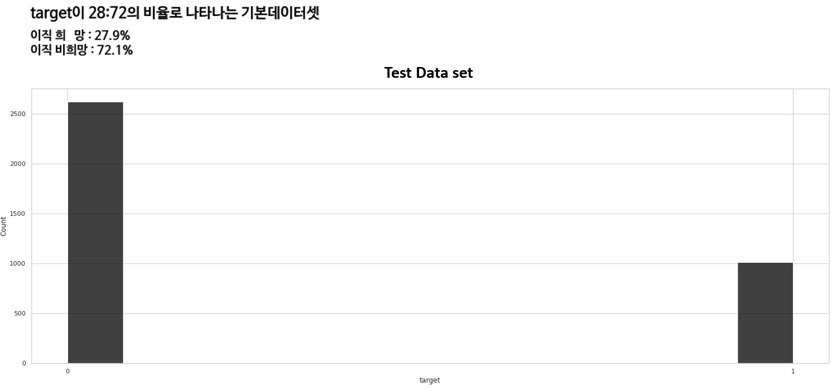 target이 28:72의 비율로 나타나는 기본데이터셋
이직 희 망 : 27.9%
이직 비희망 : 72.1%
Test Data set
2500
2000
1500
1000
500
0
Count
0 1
target